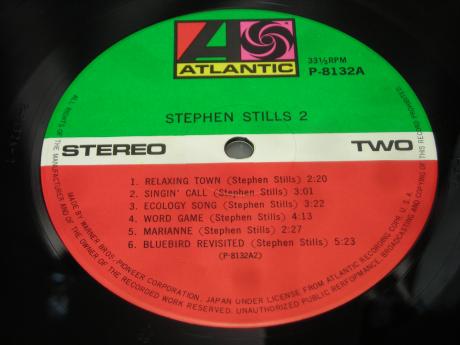 ATLANTIC
33⅓RPM
P-8132A
STEPHEN STILLS 2
STEREO
TWO
1. RELAXING TOWN (Stephen Stills) 2:20
2. SINGIN' CALL (Stephen Stills) 3:01
3. ECOLOGY SONG (Stephen Stills) 3:22
4. WORD GAME (Stephen Stills) 4:13
5. MARIANNE (Stephen Stills) 2:27
6. BLUEBIRD REVISITED (Stephen Stills) 5:23
(P-8132A2)
MADE BY WARNER BROS.-PIONEER CORPORATION, JAPAN UNDER LICENSE FROM ATLANTIC RECORDING CORP. U.S.A.
ALL RIGHTS OF THE MANUFACTURER AND OF THE OWNER OF THE RECORDED WORK RESERVED. UNAUTHORIZED PUBLIC PERFORMANCE, BROADCASTING AND COPYING OF THIS RECORD PROHIBITED.